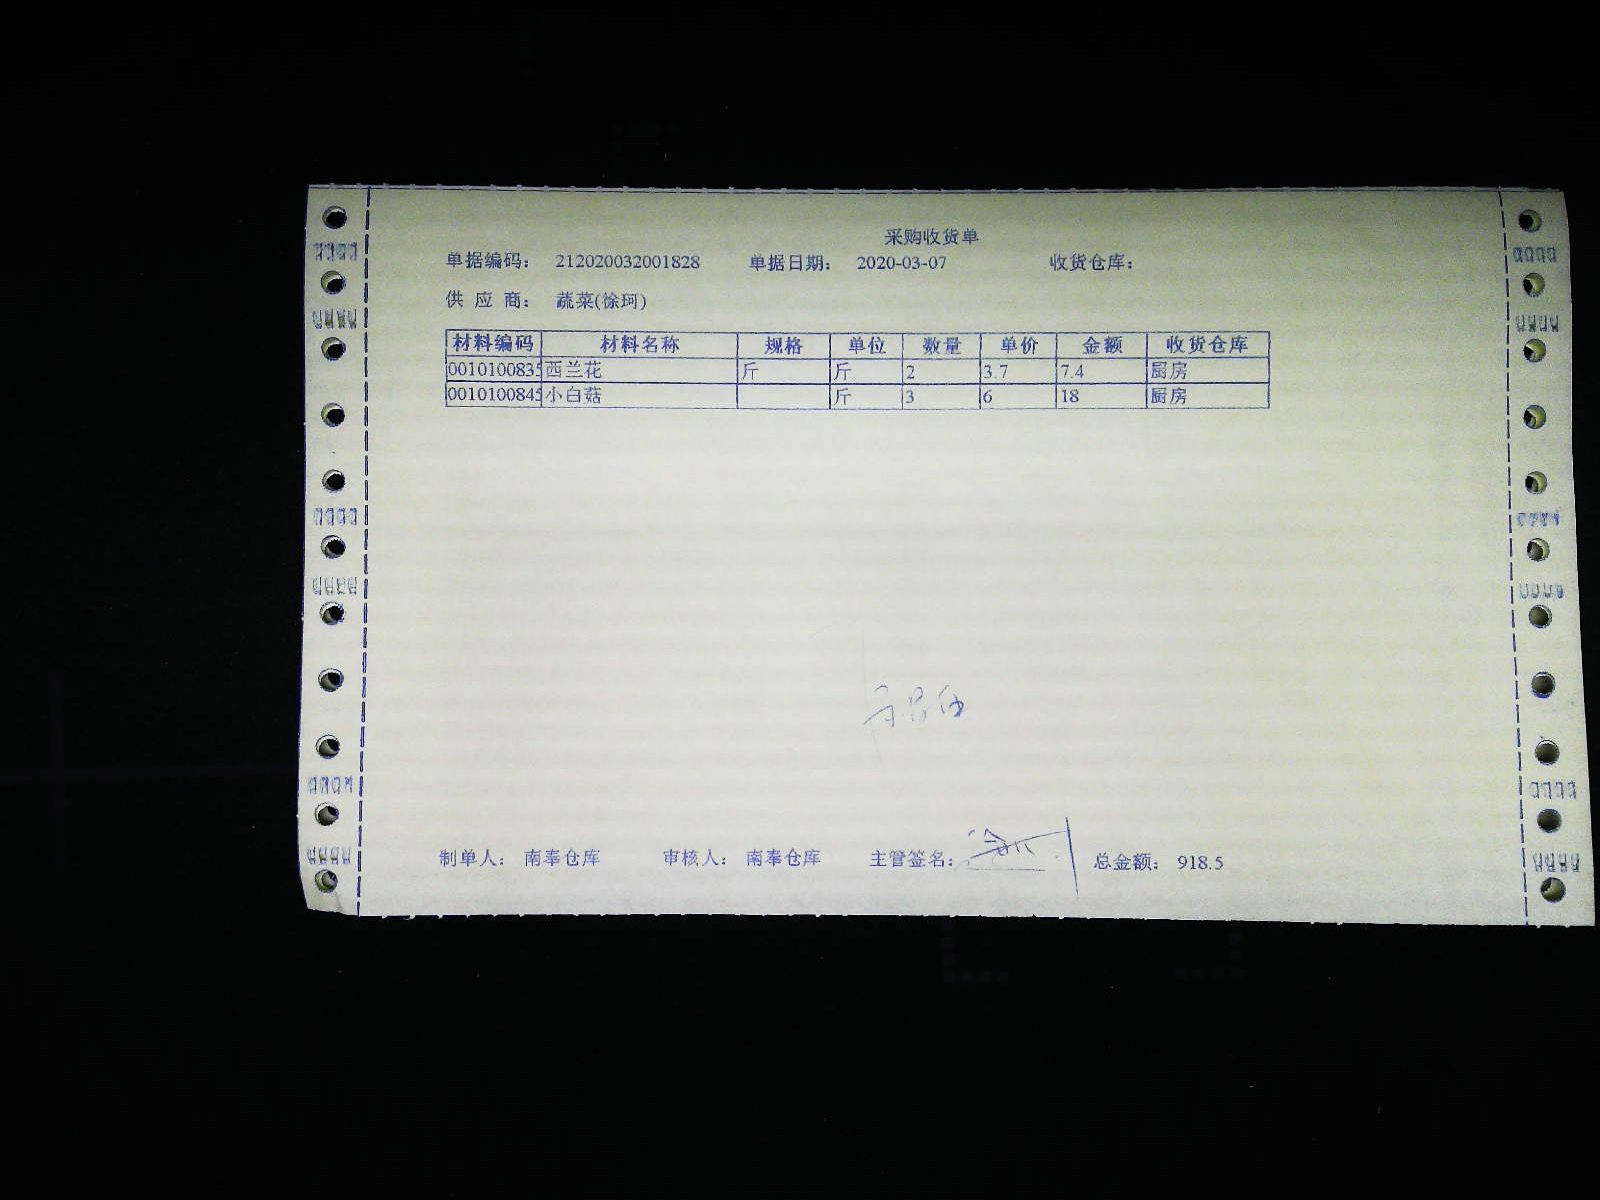 采购收货单
单据编码： 212020032001828 单据日期： 2020-03-07 收货仓库：
供 应 商： 蔬菜(徐珂)
材料编码 材料名称 规格 单位 数量 单价 金额 收货仓库
0010100835 西兰花 斤 斤 2 3.7 7.4 厨房
0010100845 小白菇 斤 3 6 18 厨房
制单人： 南奉仓库 审核人： 南奉仓库 主管签名： 总金额： 918.5